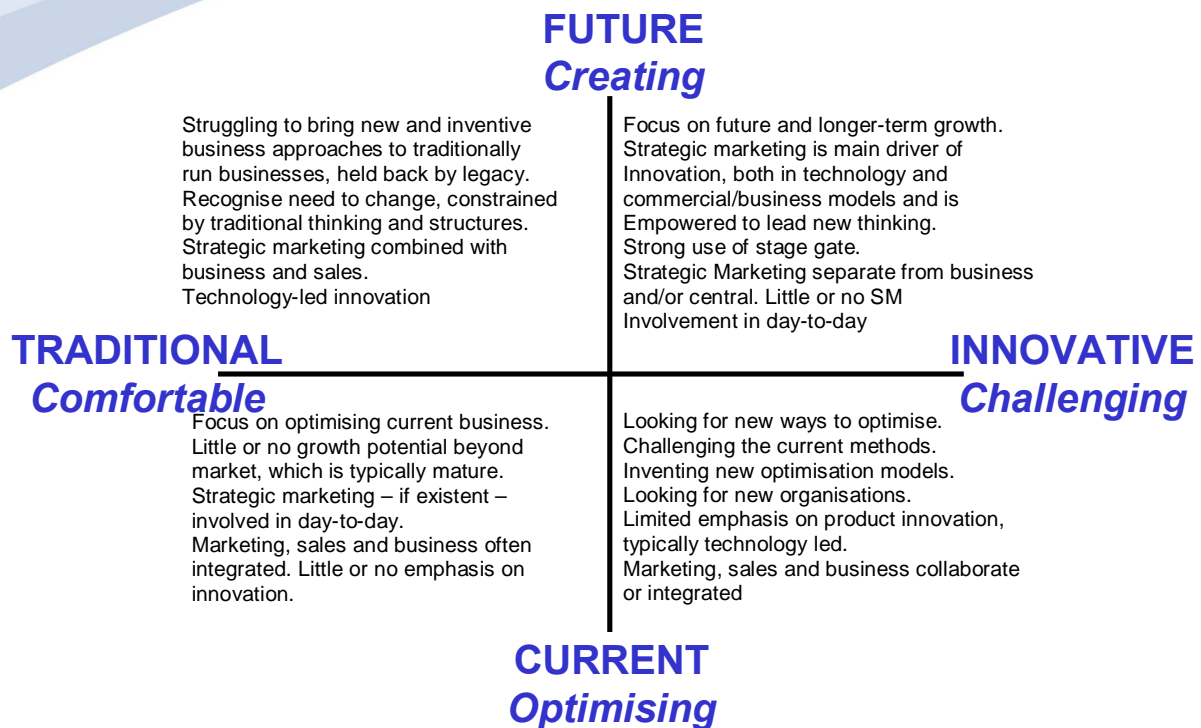 FUTURE
Creating
Struggling to bring new and inventive
business approaches to traditionally
run businesses, held back by legacy.
Recognise need to change, constrained
by traditional thinking and structures.
Strategic marketing combined with
business and sales.
Technology-led innovation
Focus on future and longer-term growth.
Strategic marketing is main driver of
Innovation, both in technology and
commercial/business models and is
Empowered to lead new thinking.
Strong use of stage gate.
Strategic Marketing separate from business
and/or central. Little or no SM
Involvement in day-to-day
TRADITIONAL
Comfortable
INNOVATIVE
Challenging
Focus on optimising current business.
Little or no growth potential beyond
market, which is typically mature.
Strategic marketing – if existent –
involved in day-to-day.
Marketing, sales and business often
integrated. Little or no emphasis on
innovation.
Looking for new ways to optimise.
Challenging the current methods.
Inventing new optimisation models.
Looking for new organisations.
Limited emphasis on product innovation,
typically technology led.
Marketing, sales and business collaborate
or integrated
CURRENT
Optimising